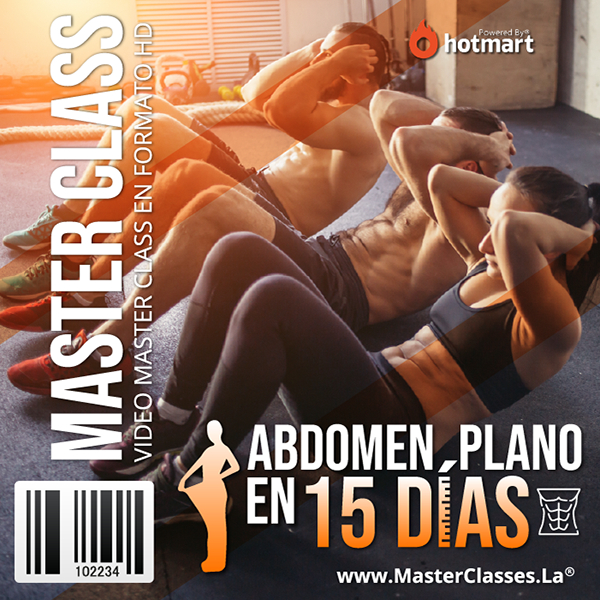 MASTER CLASS
VIDEO MASTER CLASS EN FORMATO HD
Powered By®
hotmart
ABDOMEN PLANO
EN 15 DÍAS
102234
www.MasterClasses.La®